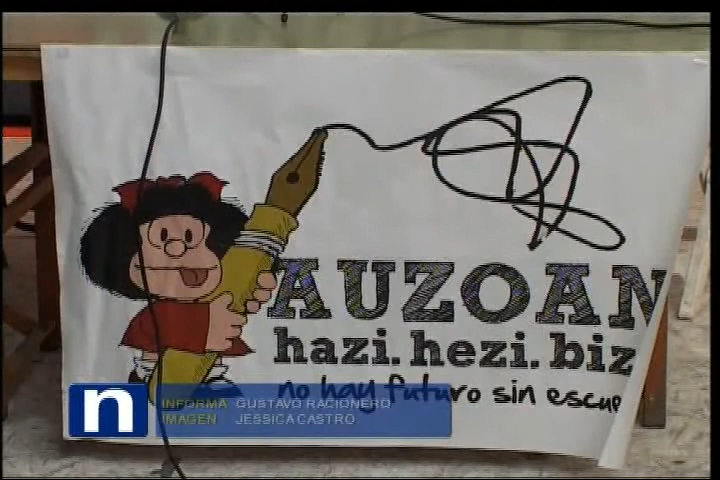 AUZOAN
hazi. hezi. biz
no hay futuro sin escue
n
INFORMA GUSTAVO RACIONERO
IMAGEN JESSICA CASTRO